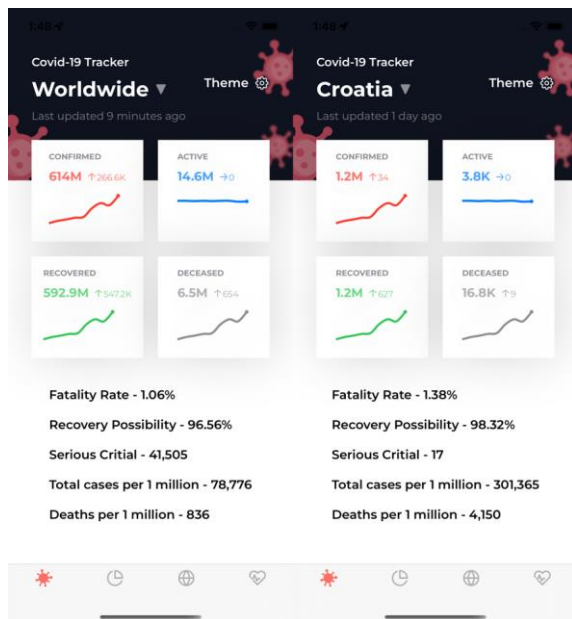 1:48
Covid-19 Tracker
Worldwide ▼
Theme
Last updated 9 minutes ago
CONFIRMED
614M ↑266.6K
ACTIVE
14.6M →0
RECOVERED
592.9M ↑547.2K
DECEASED
6.5M ↑654
Fatality Rate - 1.06%
Recovery Possibility - 96.56%
Serious Critial - 41,505
Total cases per 1 million - 78,776
Deaths per 1 million - 836
1:48
Covid-19 Tracker
Croatia ▼
Theme
Last updated 1 day ago
CONFIRMED
1.2M ↑34
ACTIVE
3.8K →0
RECOVERED
1.2M ↑627
DECEASED
16.8K ↑9
Fatality Rate - 1.38%
Recovery Possibility - 98.32%
Serious Critial - 17
Total cases per 1 million - 301,365
Deaths per 1 million - 4,150